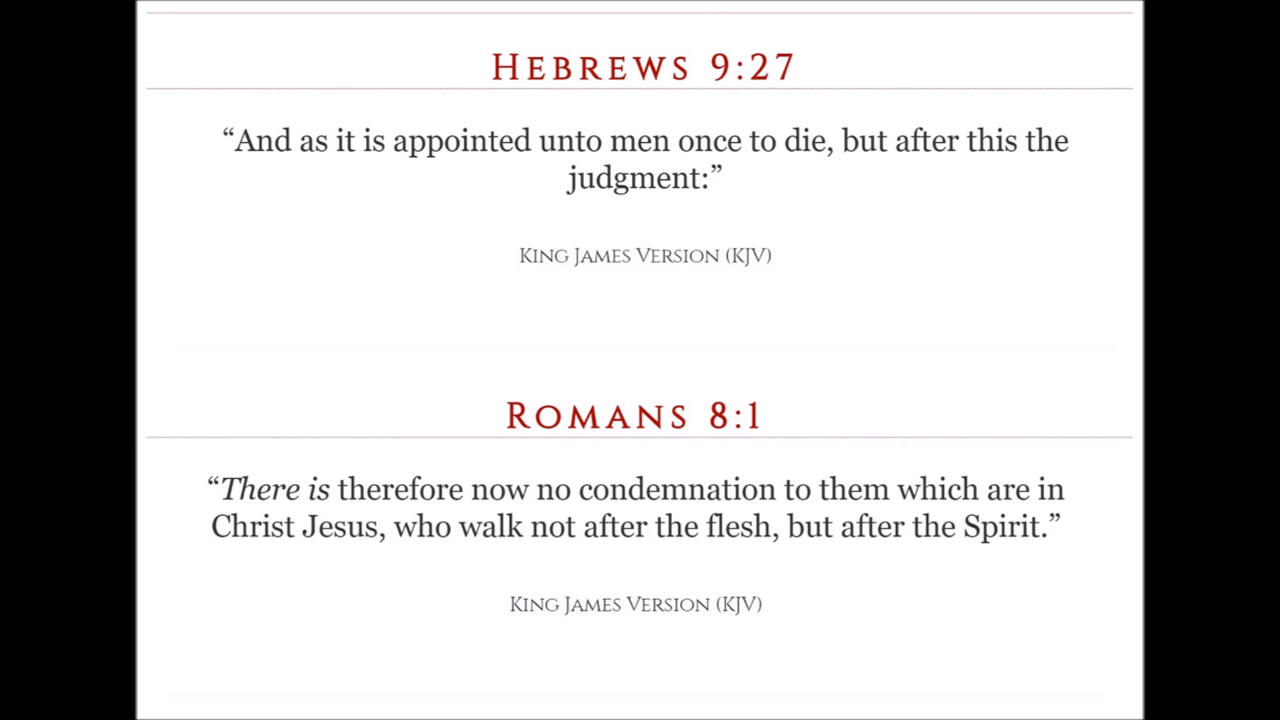 Hebrews 9:27
“And as it is appointed unto men once to die, but after this the
judgment:”
King James Version (KJV)
Romans 8:1
“There is therefore now no condemnation to them which are in
Christ Jesus, who walk not after the flesh, but after the Spirit.”
King James Version (KJV)